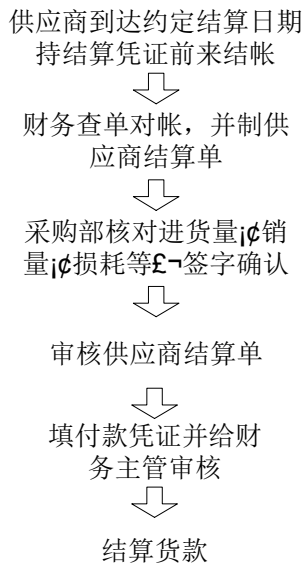 供应商到达约定结算日期
持结算凭证前来结帐
财务查单对帐，并制供
应商结算单
采购部核对进货量¡¢销
量¡¢损耗等£¬签字确认
审核供应商结算单
填付款凭证并给财
务主管审核
结算货款